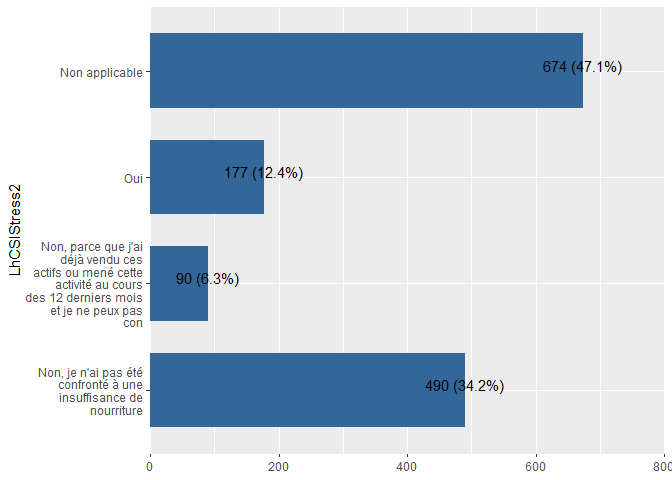 LhCSIStress2
Non applicable
674 (47.1%)
Oui
177 (12.4%)
Non, parce que j'ai
déjà vendu ces
actifs ou mené cette
activité au cours
des 12 derniers mois
et je ne peux pas
con
90 (6.3%)
Non, je n'ai pas été
confronté à une
insuffisance de
nourriture
490 (34.2%)
0 200 400 600 800